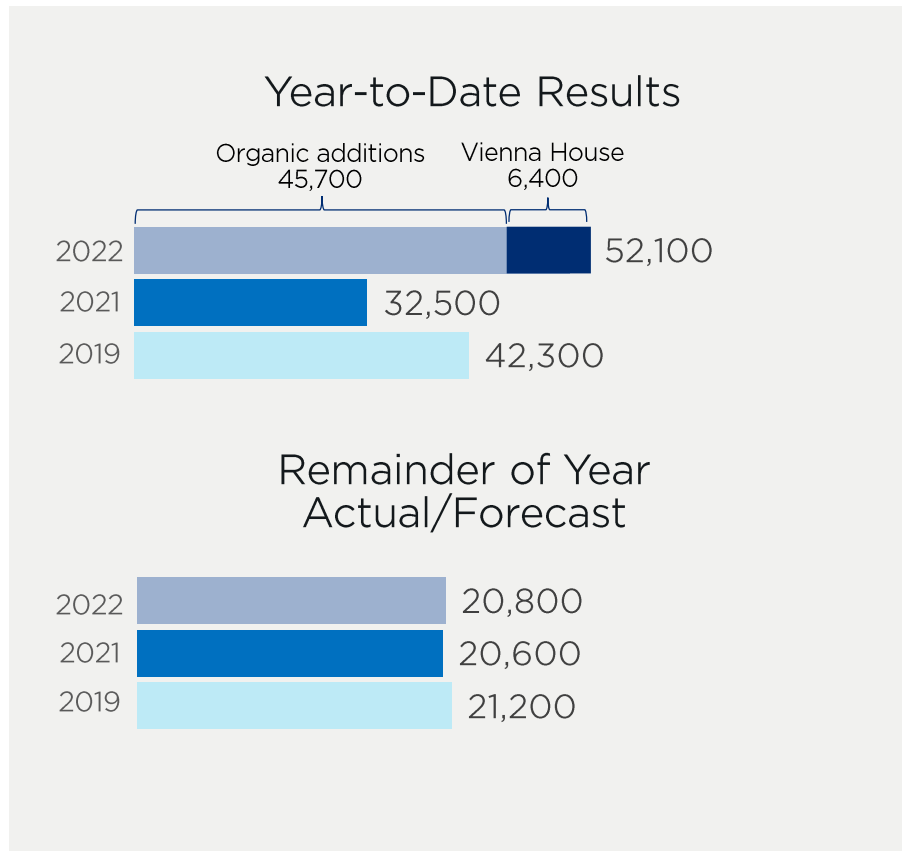 Year-to-Date Results
Organic additions
45,700
Vienna House
6,400
2022
52,100
2021
32,500
2019
42,300
Remainder of Year
Actual/Forecast
2022
20,800
2021
20,600
2019
21,200